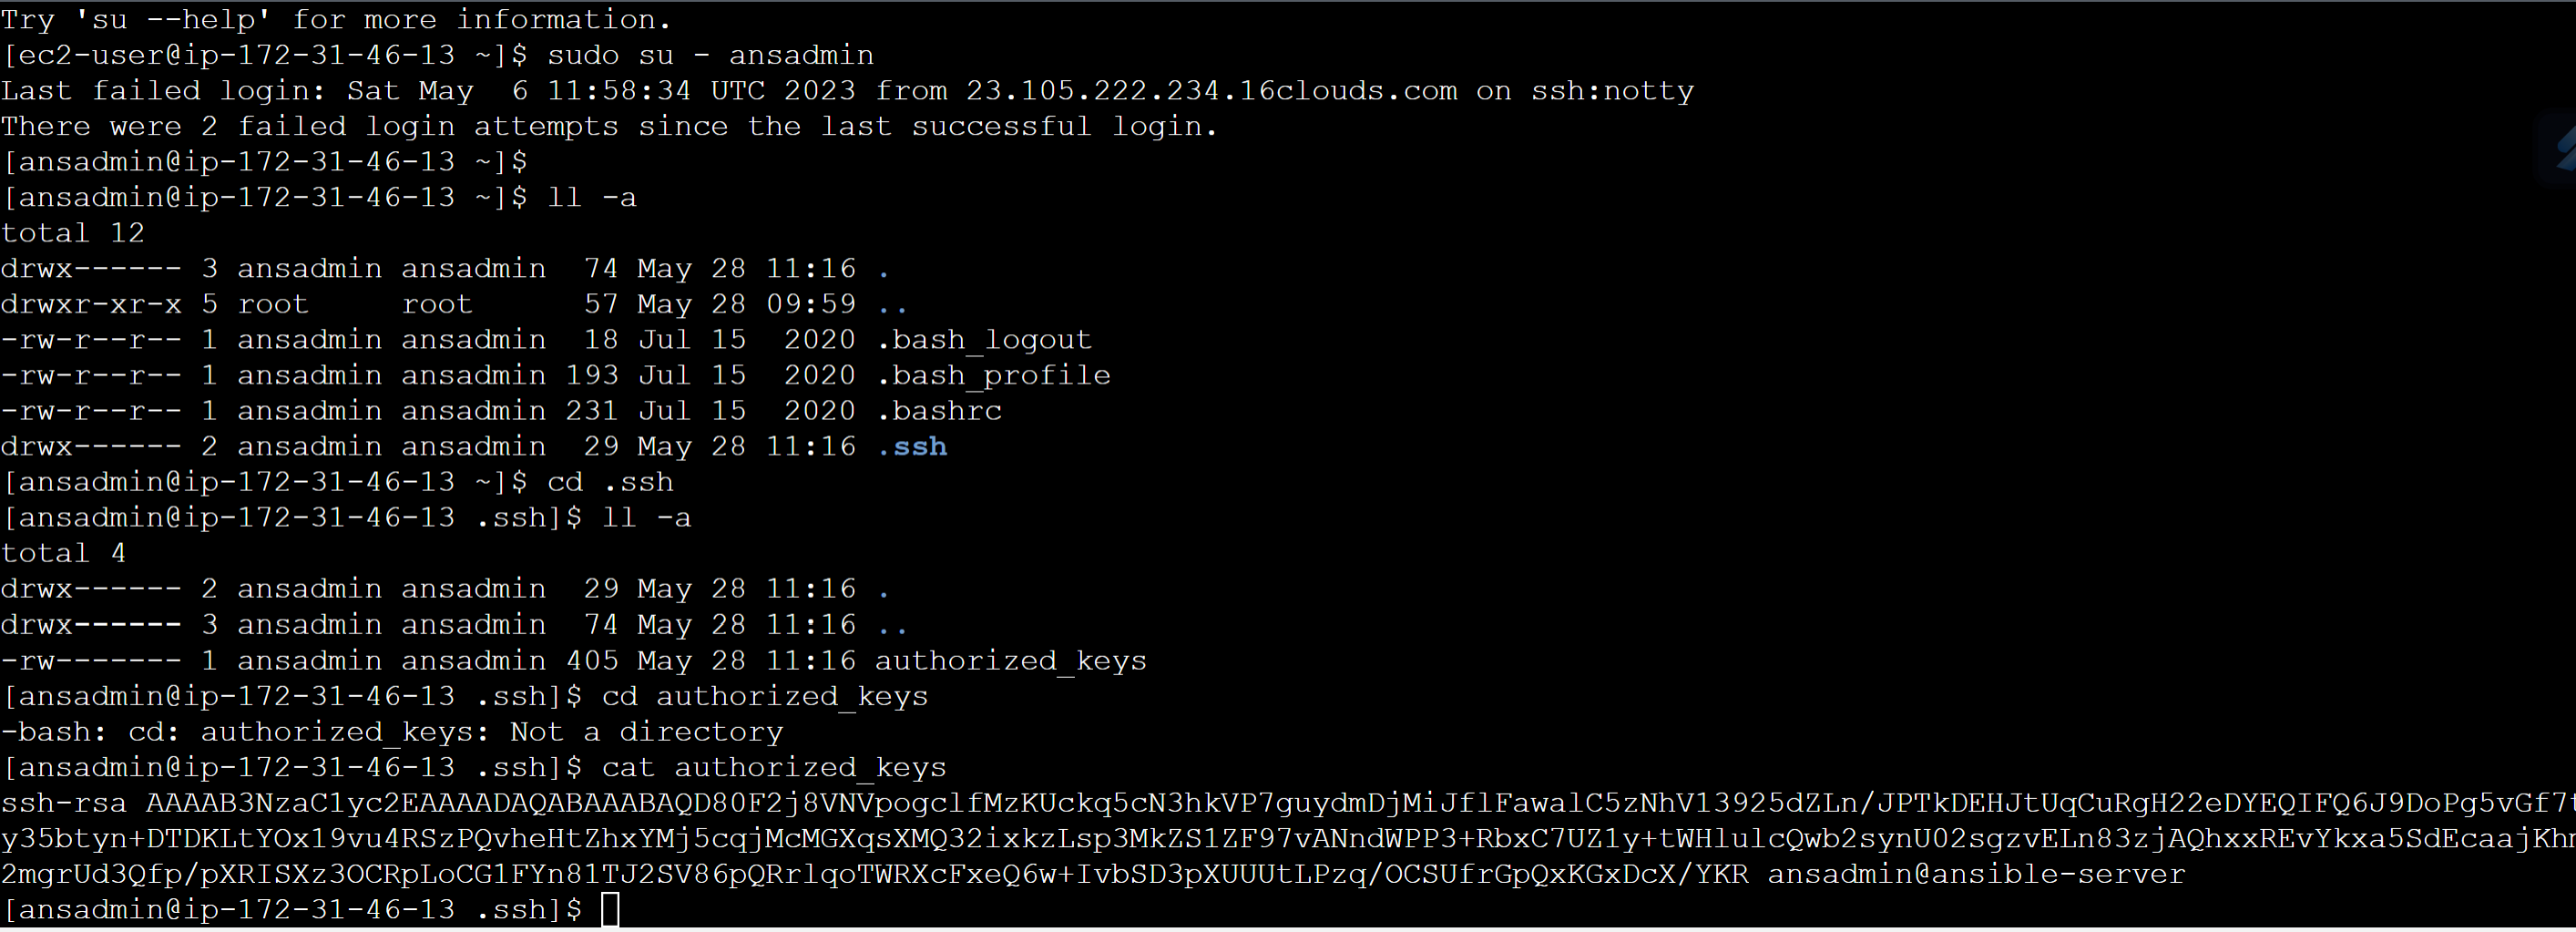 Try 'su --help' for more information.
[ec2-user@ip-172-31-46-13 ~]$ sudo su - ansadmin
Last failed login: Sat May  6 11:58:34 UTC 2023 from 23.105.222.234.16clouds.com on ssh:notty
There were 2 failed login attempts since the last successful login.
[ansadmin@ip-172-31-46-13 ~]$
[ansadmin@ip-172-31-46-13 ~]$ ll -a
total 12
drwx------ 3 ansadmin ansadmin  74 May 28 11:16 .
drwxr-xr-x 5 root     root      57 May 28 09:59 ..
-rw-r--r-- 1 ansadmin ansadmin  18 Jul 15  2020 .bash_logout
-rw-r--r-- 1 ansadmin ansadmin 193 Jul 15  2020 .bash_profile
-rw-r--r-- 1 ansadmin ansadmin 231 Jul 15  2020 .bashrc
drwx------ 2 ansadmin ansadmin  29 May 28 11:16 .ssh
[ansadmin@ip-172-31-46-13 ~]$ cd .ssh
[ansadmin@ip-172-31-46-13 .ssh]$ ll -a
total 4
drwx------ 2 ansadmin ansadmin  29 May 28 11:16 .
drwx------ 3 ansadmin ansadmin  74 May 28 11:16 ..
-rw------- 1 ansadmin ansadmin 405 May 28 11:16 authorized_keys
[ansadmin@ip-172-31-46-13 .ssh]$ cd authorized_keys
-bash: cd: authorized_keys: Not a directory
[ansadmin@ip-172-31-46-13 .ssh]$ cat authorized_keys
ssh-rsa AAAAB3NzaC1yc2EAAAADAQABAAABAQD80F2j8VNVpogclfMzKUckq5cN3hkVP7guydmDjMiJflFawalC5zNhV13925dZLn/JPTkDEHJtUqCuRgH22eDYEQIFQ6J9DoPg5vGf7t
y35btyn+DTDKLtYOx19vu4RSzPQvheHtZhxYMj5cqjMcMGXqsXMQ32ixkzLsp3MkZS1ZF97vANndWPP3+RbxC7UZ1y+tWHlulcQwb2synU02sgzvELn83zjAQhxxREvYkxa5SdEcaajKhn
2mgrUd3Qfp/pXRISXz3OCRpLoCG1FYn81TJ2SV86pQRrlqoTWRXcFxeQ6w+IvbSD3pXUUUtLPzq/OCSUfrGpQxKGxDcX/YKR ansadmin@ansible-server
[ansadmin@ip-172-31-46-13 .ssh]$